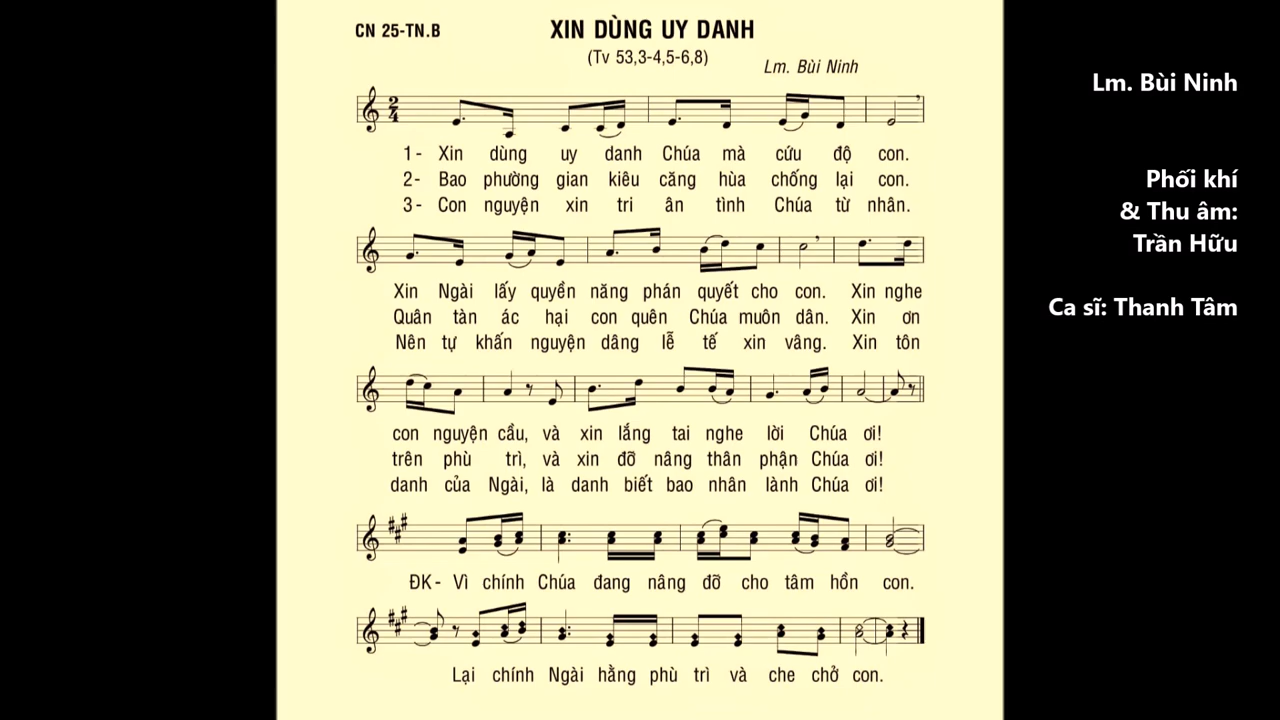 CN 25-TN.B
XIN DÙNG UY DANH
(Tv 53,3-4,5-6,8)
Lm. Bùi Ninh
1- Xin dùng uy danh Chúa mà cứu độ con.
2- Bao phường gian kiêu căng hùa chống lại con.
3- Con nguyện xin tri ân tình Chúa từ nhân.
Xin Ngài lấy quyền năng phán quyết cho con. Xin nghe
Quân tàn ác hại con quên Chúa muôn dân. Xin ơn
Nên tự khấn nguyện dâng lễ tế xin vâng. Xin tôn
con nguyện cầu, và xin lắng tai nghe lời Chúa ơi!
trên phù trì, và xin đỡ nâng thân phận Chúa ơi!
danh của Ngài, là danh biết bao nhân lành Chúa ơi!
ĐK- Vì chính Chúa đang nâng đỡ cho tâm hồn con.
Lại chính Ngài hằng phù trì và che chở con.
Lm. Bùi Ninh
Phối khí
& Thu âm:
Trần Hữu
Ca sĩ: Thanh Tâm